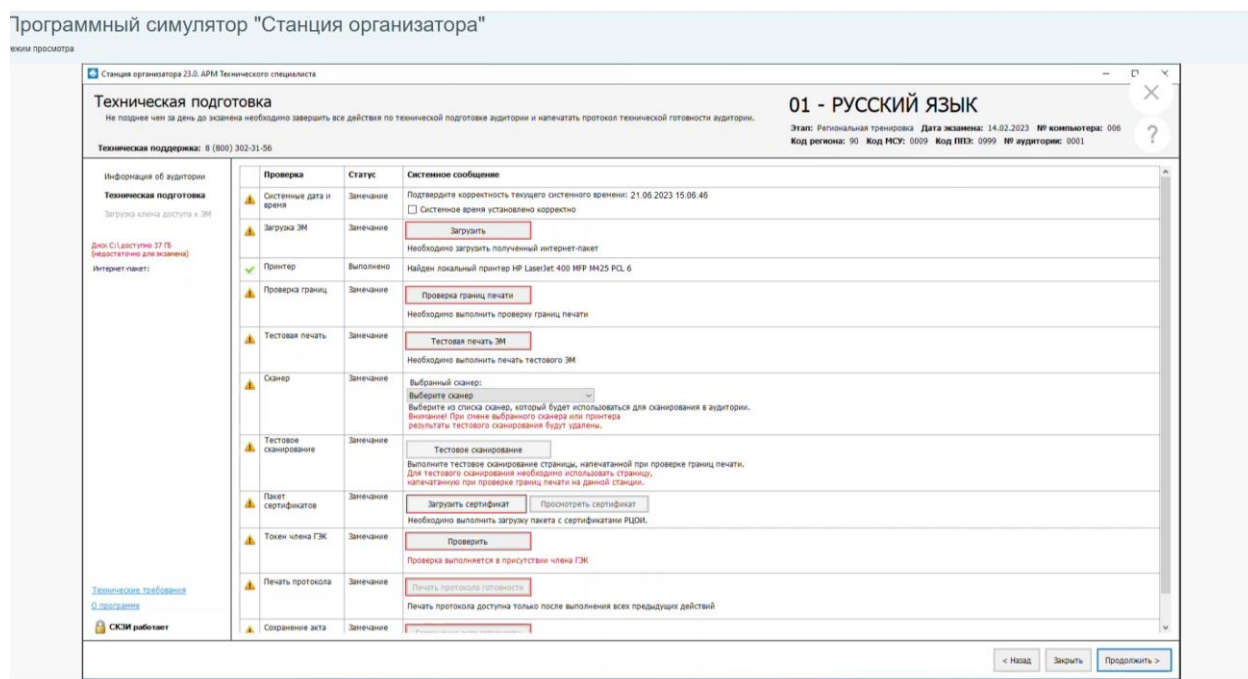 Программный симулятор "Станция организатора"
ежим просмотра
Станция организатора 23.0. АРМ Технического специалиста
Техническая подготовка
Не позднее чем за день до экзамена необходимо завершить все действия по технической подготовке аудитории и напечатать протокол технической готовности аудитории.
Техническая поддержка: 8 (800) 302-31-56
01 - РУССКИЙ ЯЗЫК
Этап: Региональная тренировка Дата экзамена: 14.02.2023 № компьютера: 006
Код региона: 90 Код МСУ: 0009 Код ППЭ: 0999 № аудитории: 0001
?
Информация об аудитории
Техническая подготовка
Загрузка ключа доступа к ЭМ
Диск C:\ доступно 37 ГБ
(недостаточно для экзамена)
Интернет-пакет:
Технические требования
О программе
СКЗИ работает
Проверка Статус Системное сообщение
Системные дата и время Замечание Подтвердите корректность текущего системного времени: 21.06.2023 15:06:46
Системное время установлено корректно
Загрузка ЭМ Замечание Загрузить
Необходимо загрузить полученный интернет-пакет
Принтер Выполнено Найден локальный принтер HP LaserJet 400 MFP M425 PCL 6
Проверка границ Замечание Проверка границ печати
Необходимо выполнить проверку границ печати
Тестовая печать Замечание Тестовая печать ЭМ
Необходимо выполнить печать тестового ЭМ
Сканер Замечание Выбранный сканер:
Выберите сканер
Выберите из списка сканер, который будет использоваться для сканирования в аудитории.
Внимание! При смене выбранного сканера или принтера
результаты тестового сканирования будут удалены.
Тестовое сканирование Замечание Тестовое сканирование
Выполните тестовое сканирование страницы, напечатанной при проверке границ печати.
Для тестового сканирования необходимо использовать страницу,
напечатанную при проверке границ печати на данной станции.
Пакет сертификатов Замечание Загрузить сертификат Просмотреть сертификат
Необходимо выполнить загрузку пакета с сертификатами РЦОИ.
Токен члена ГЭК Замечание Проверить
Проверка выполняется в присутствии члена ГЭК
Печать протокола Замечание Печать протокола готовности
Печать протокола доступна только после выполнения всех предыдущих действий
Сохранение акта Замечание
< Назад Закрыть Продолжить >